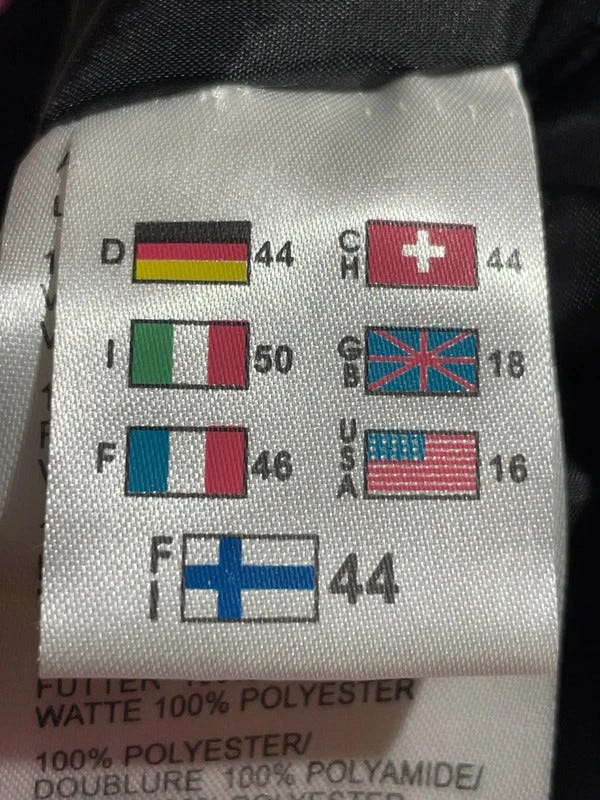 D 44 CH 44
I 50 GB 18
F 46 USA 16
FI 44
FUTTER
WATTE 100% POLYESTER
100% POLYESTER/
DOUBLURE 100% POLYAMIDE/